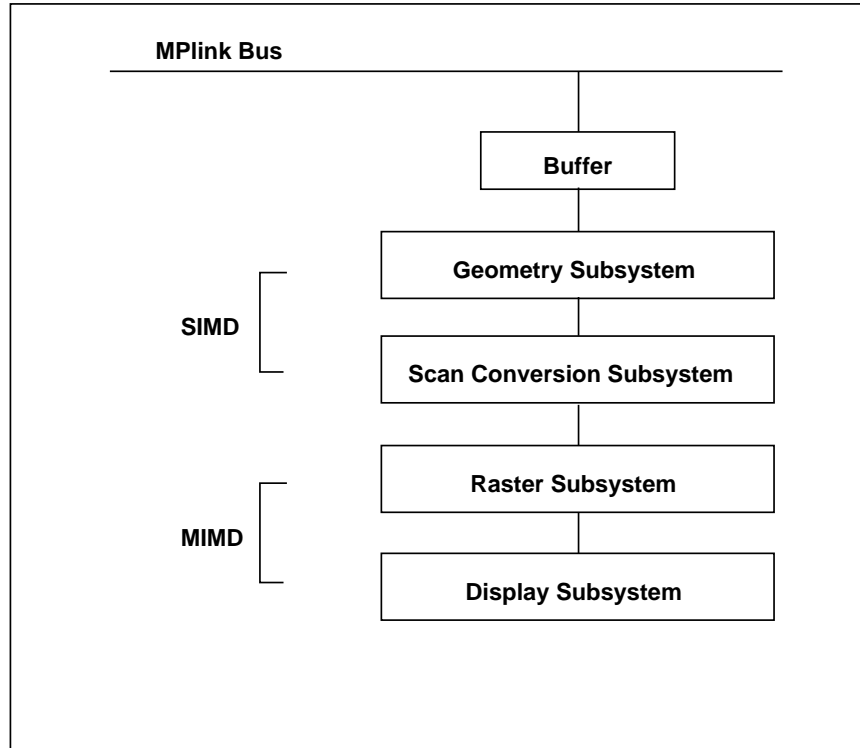 MPlink Bus
Buffer
Geometry Subsystem
SIMD
Scan Conversion Subsystem
Raster Subsystem
MIMD
Display Subsystem